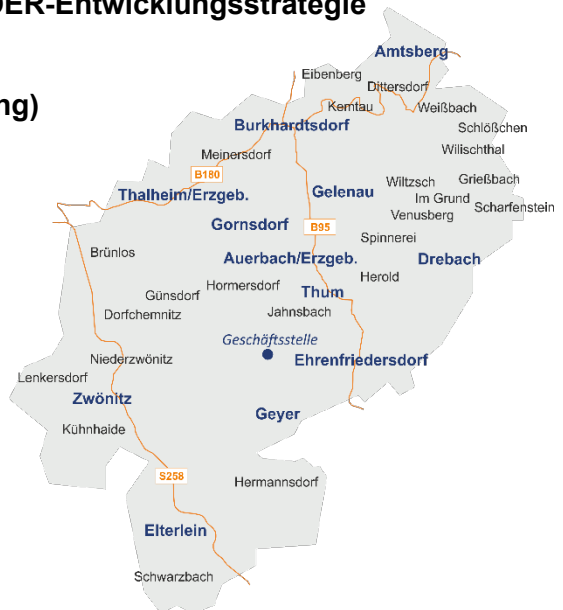 DER-Entwicklungsstrategie
ng)
Amtsberg
Eibenberg
Dittersdorf
Kemtau
Weißbach
Burkhardtsdorf
Schlößchen
Meinersdorf
Wilischthal
B180
Grießbach
Thalheim/Erzgeb.
Gelenau
Wiltzsch
Im Grund
Scharfenstein
Venusberg
Gornsdorf
B95
Spinnerei
Brünlos
Auerbach/Erzgeb.
Drebach
Herold
Hormersdorf
Thum
Günsdorf
Dorfchemnitz
Jahnsbach
Geschäftsstelle
Niederzwönitz
Ehrenfriedersdorf
Lenkersdorf
Zwönitz
Geyer
Kühnhaide
S258
Hermannsdorf
Elterlein
Schwarzbach